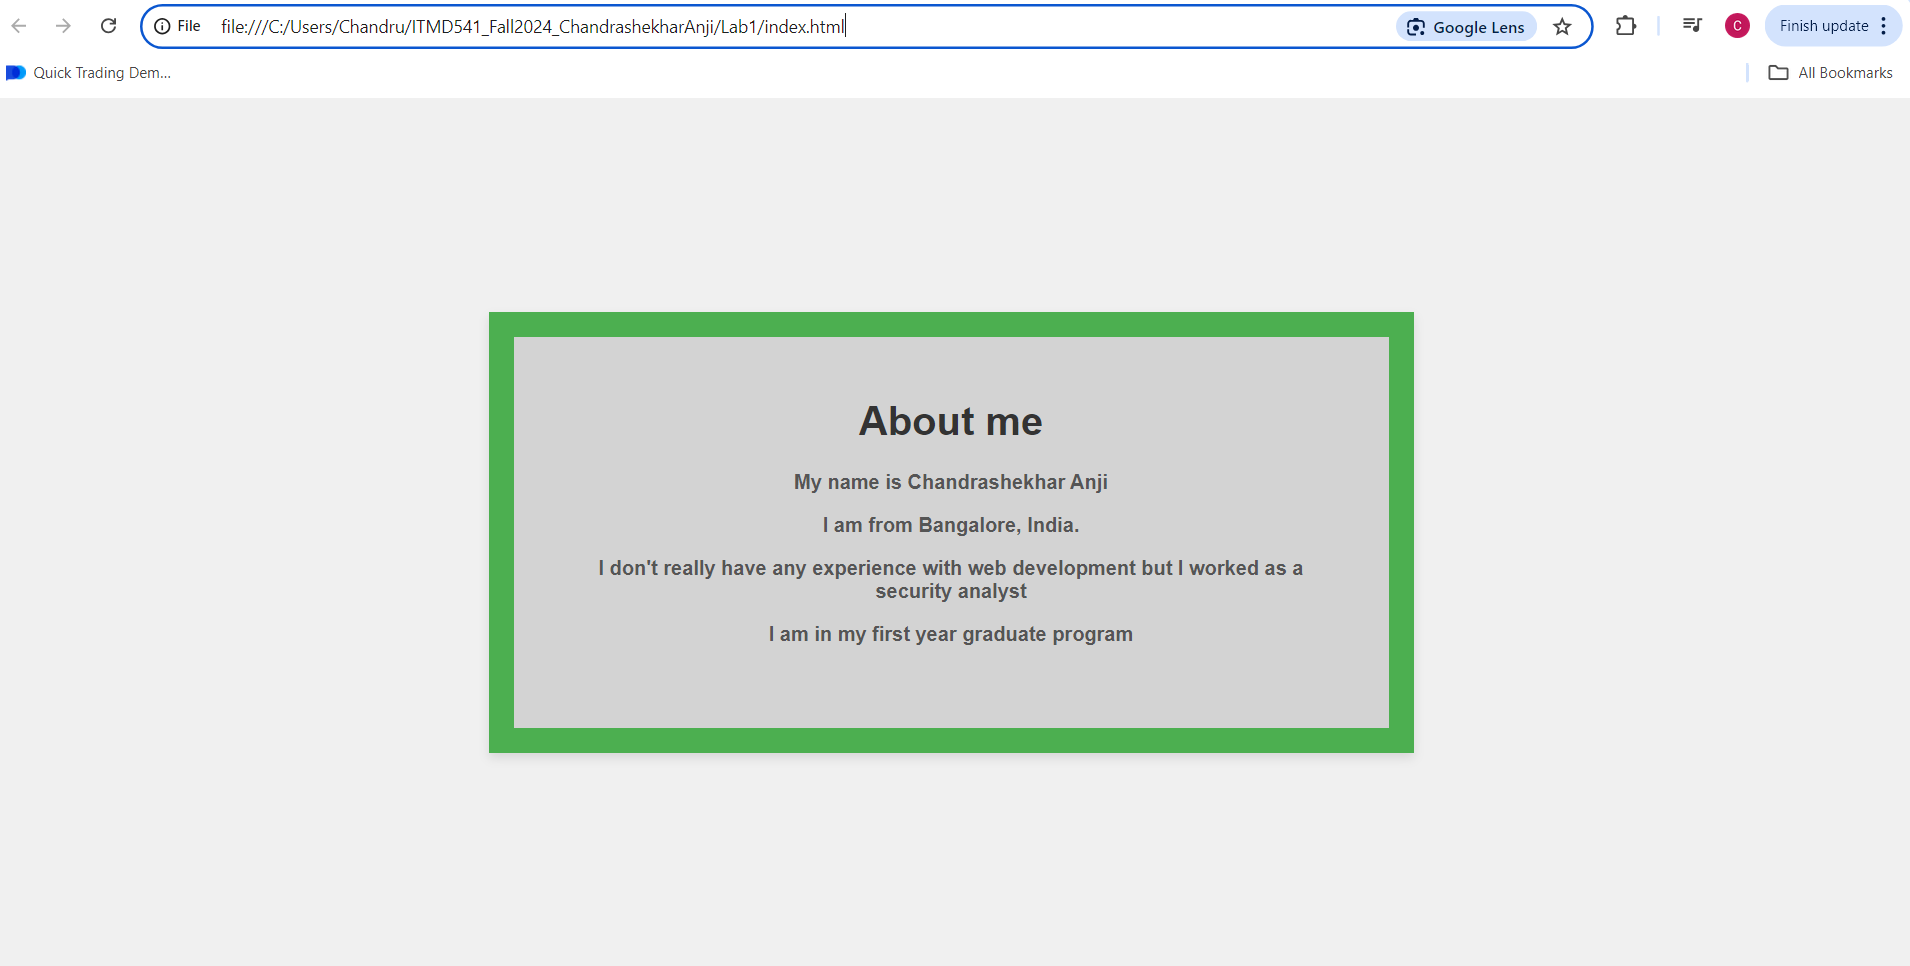 File file:///C:/Users/Chandru/ITMD541_Fall2024_ChandrashekharAnji/Lab1/index.html Google Lens C Finish update
Quick Trading Dem... All Bookmarks
About me
My name is Chandrashekhar Anji
I am from Bangalore, India.
I don't really have any experience with web development but I worked as a
security analyst
I am in my first year graduate program